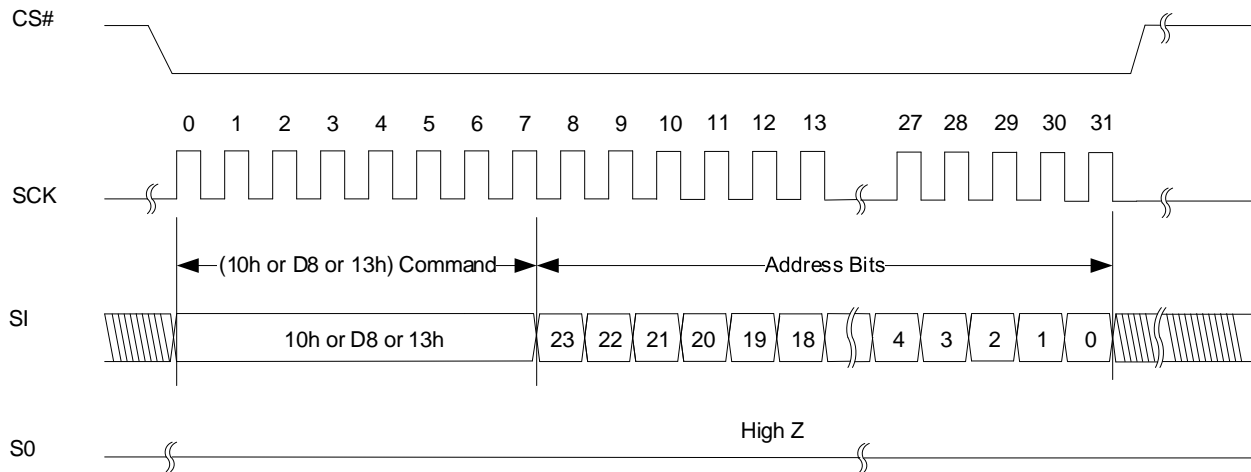 CS#
0 1 2 3 4 5 6 7 8 9 10 11 12 13 27 28 29 30 31
SCK
(10h or D8 or 13h) Command Address Bits
SI 10h or D8 or 13h 23 22 21 20 19 18 4 3 2 1 0
High Z
S0